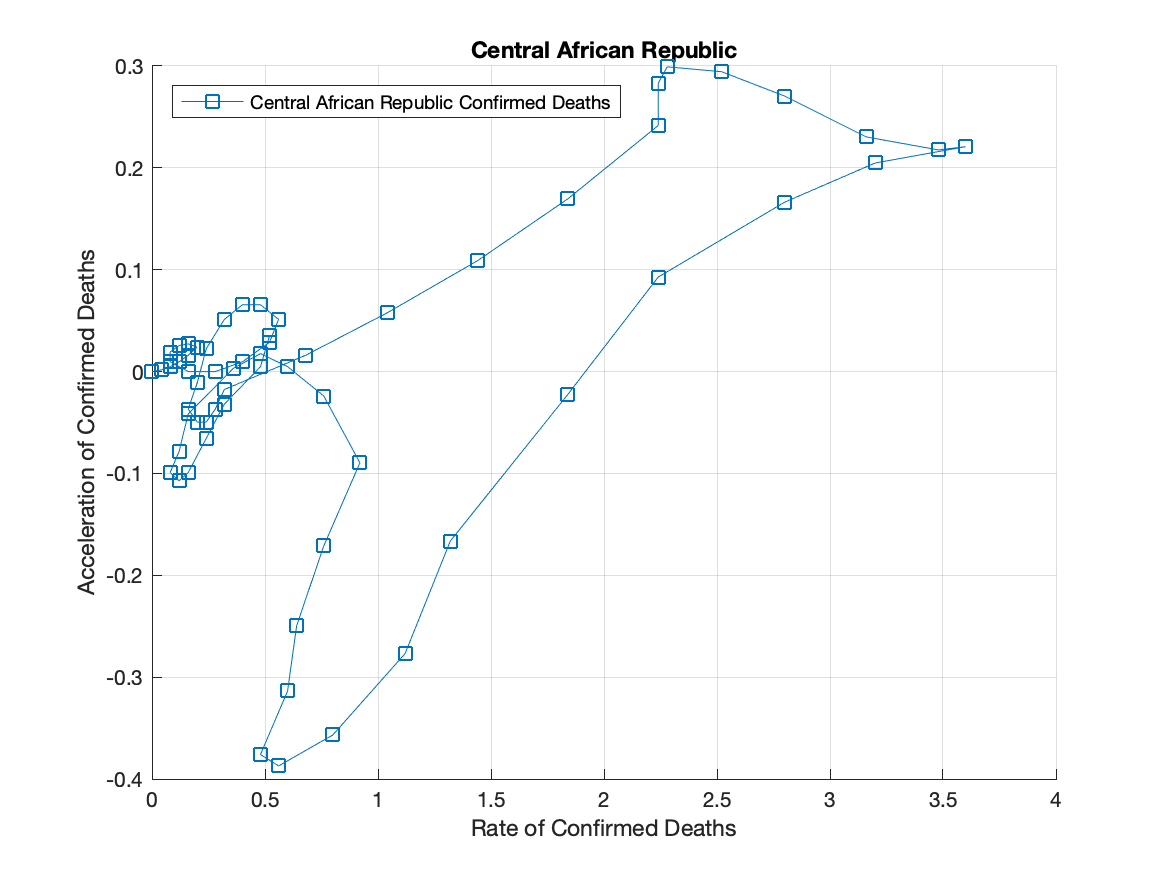 Central African Republic
Central African Republic Confirmed Deaths
Acceleration of Confirmed Deaths
0.3
0.2
0.1
0
-0.1
-0.2
-0.3
-0.4
0 0.5 1 1.5 2 2.5 3 3.5 4
Rate of Confirmed Deaths